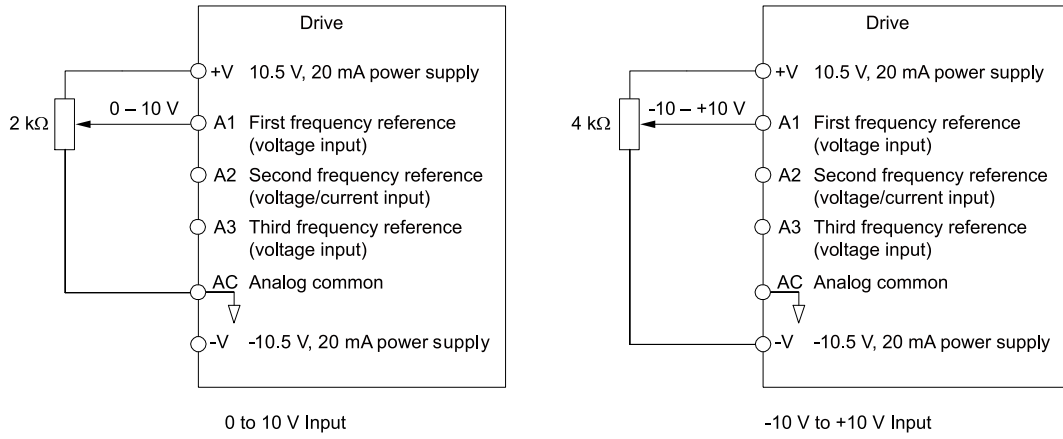 Drive
+V 10.5 V, 20 mA power supply
0 – 10 V
2 kΩ
A1 First frequency reference
(voltage input)
A2 Second frequency reference
(voltage/current input)
A3 Third frequency reference
(voltage input)
AC Analog common
-V -10.5 V, 20 mA power supply
0 to 10 V Input
Drive
+V 10.5 V, 20 mA power supply
-10 – +10 V
4 kΩ
A1 First frequency reference
(voltage input)
A2 Second frequency reference
(voltage/current input)
A3 Third frequency reference
(voltage input)
AC Analog common
-V -10.5 V, 20 mA power supply
-10 V to +10 V Input